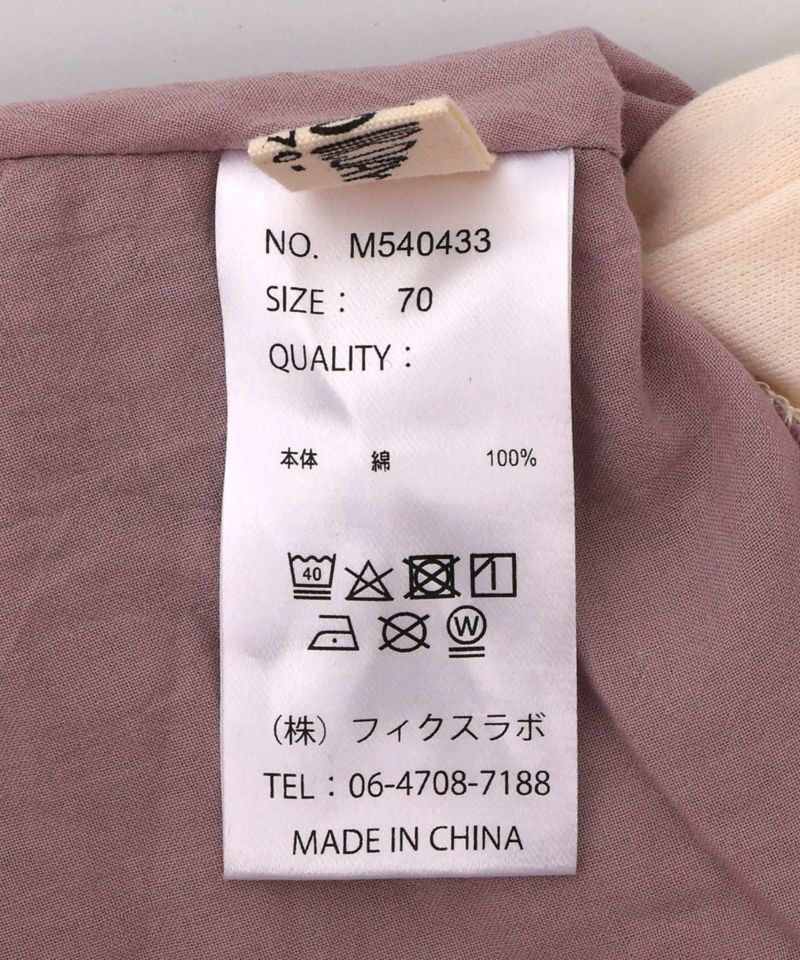 NO. M540433
SIZE： 70
QUALITY：
本体 綿 100%
40
W
（株）フィクスラボ
TEL：06-4708-7188
MADE IN CHINA